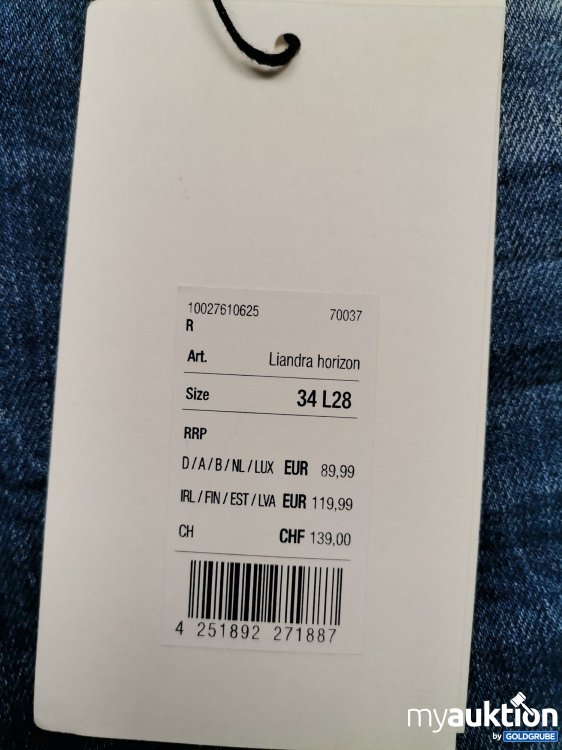 10027610625 70037
R
Art. Liandra horizon
Size 34 L28
RRP
D/A/B/NL/LUX EUR 89,99
IRL/FIN/EST/LVA EUR 119,99
CH CHF 139,00
4 251892 271887
myauktion
by GOLDGRUBE